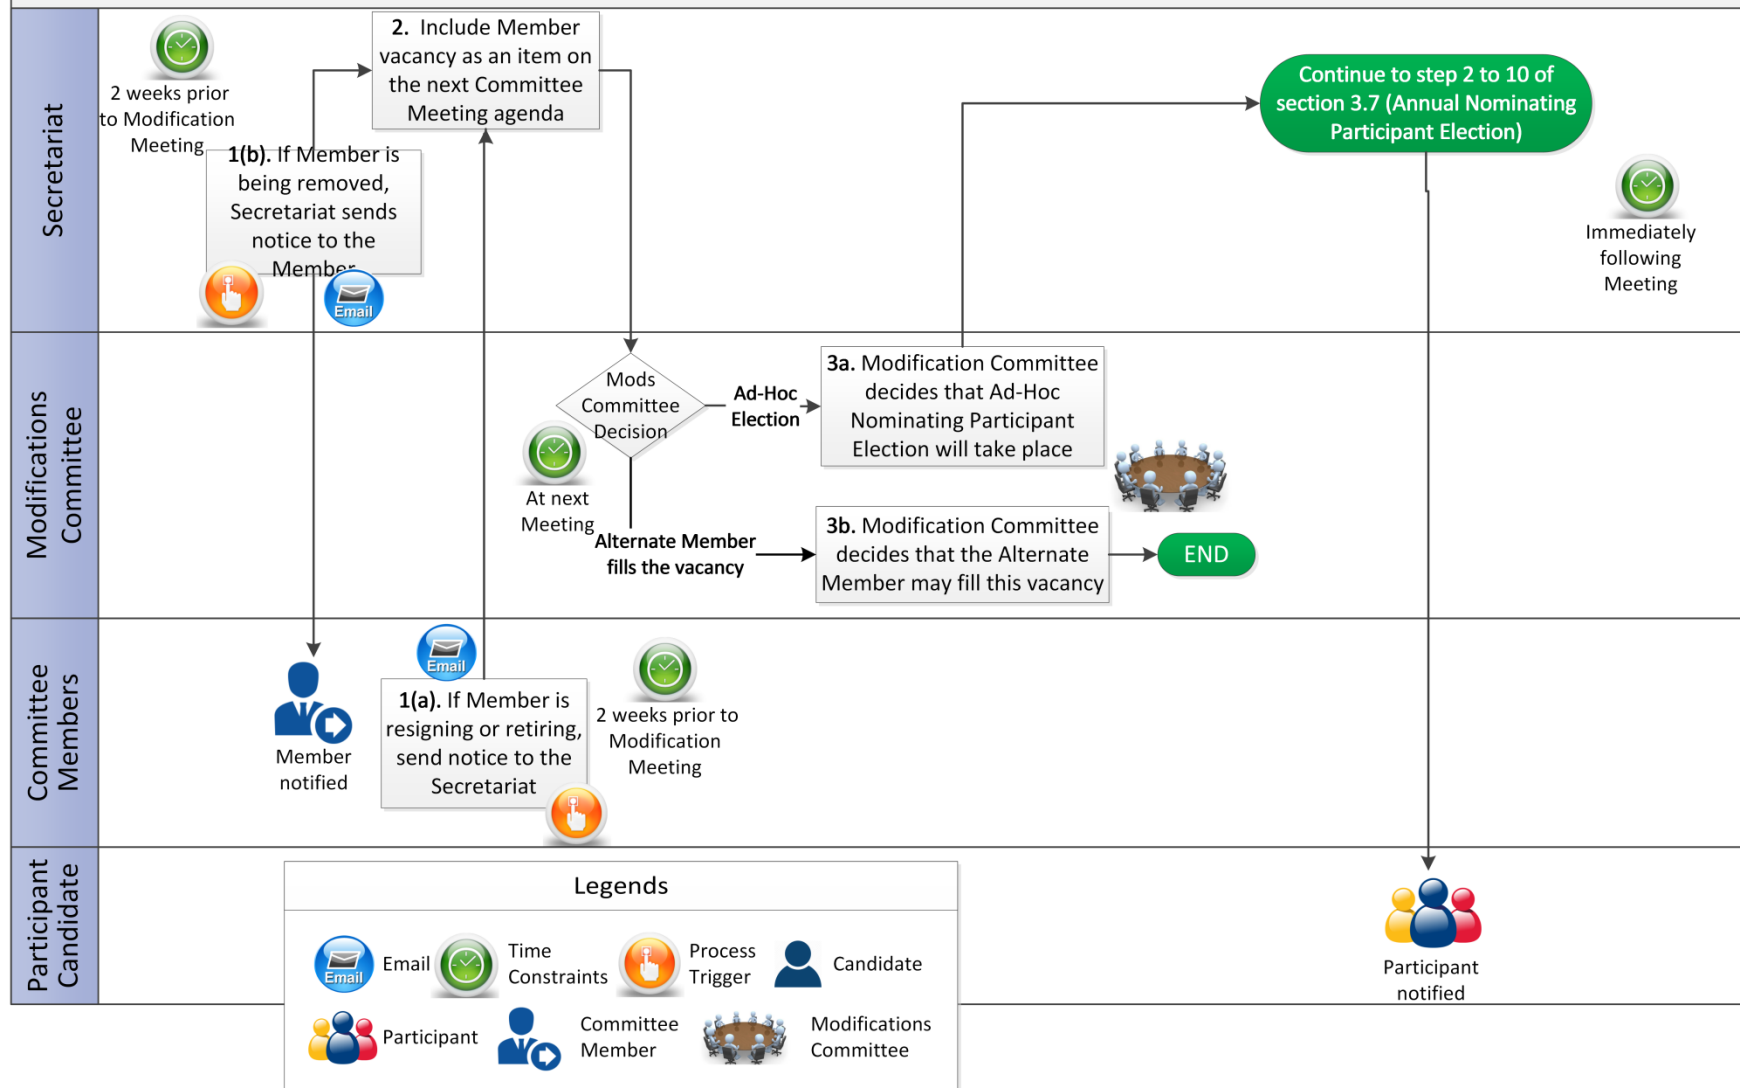 Secretariat
2 weeks prior
to Modification
Meeting
1(b). If Member is
being removed,
Secretariat sends
notice to the
Member
Email
2. Include Member
vacancy as an item on
the next Committee
Meeting agenda
Continue to step 2 to 10 of
section 3.7 (Annual Nominating
Participant Election)
Immediately
following
Meeting
Modifications
Committee
Mods
Committee
Decision
At next
Meeting
Ad-Hoc
Election
3a. Modification Committee
decides that Ad-Hoc
Nominating Participant
Election will take place
Alternate Member
fills the vacancy
3b. Modification Committee
decides that the Alternate
Member may fill this vacancy
END
Committee
Members
Member
notified
Email
1(a). If Member is
resigning or retiring,
send notice to the
Secretariat
2 weeks prior to
Modification
Meeting
Participant
Candidate
Participant
notified
Legends
Email
Email
Time
Constraints
Process
Trigger
Candidate
Participant
Committee
Member
Modifications
Committee